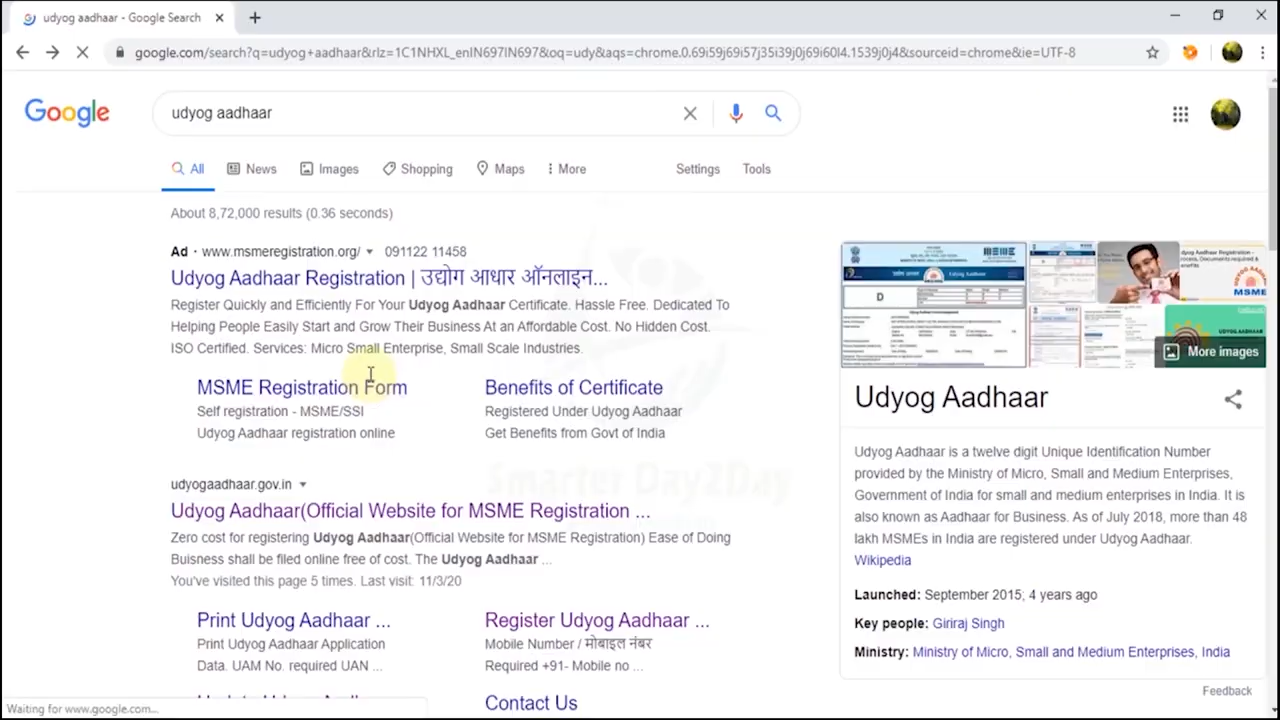 udyog aadhaar - Google Search
google.com/search?q=udyog+aadhaar&rlz=1C1NHXL_enIN697IN697&oq=udy&aqs=chrome.0.69i59j69i57j35i39j0j69i60l4.1539j0j4&sourceid=chrome&ie=UTF-8
Google
udyog aadhaar
All News Images Shopping Maps More Settings Tools
About 8,72,000 results (0.36 seconds)
Ad · www.msmeregistration.org/ 091122 11458
Udyog Aadhaar Registration | उद्योग आधार ऑनलाइन...
Register Quickly and Efficiently For Your Udyog Aadhaar Certificate. Hassle Free. Dedicated To
Helping People Easily Start and Grow Their Business At an Affordable Cost. No Hidden Cost.
ISO Certified. Services: Micro Small Enterprise, Small Scale Industries.
MSME Registration Form
Self registration - MSME/SSI
Udyog Aadhaar registration online
Benefits of Certificate
Registered Under Udyog Aadhaar
Get Benefits from Govt of India
udyogaadhaar.gov.in
Udyog Aadhaar(Official Website for MSME Registration ...
Zero cost for registering Udyog Aadhaar(Official Website for MSME Registration) Ease of Doing
Buisness shall be filed online free of cost. The Udyog Aadhaar ...
You've visited this page 5 times. Last visit: 11/3/20
Print Udyog Aadhaar ...
Print Udyog Aadhaar Application
Data. UAM No. required UAN ...
Register Udyog Aadhaar ...
Mobile Number / मोबाइल नंबर
Required +91- Mobile no ...
Contact Us
Smarter Day2Day
MSME
Udyog Aadhaar
D
MSME
UDYOG AADHAAR
More images
Udyog Aadhaar
Udyog Aadhaar is a twelve digit Unique Identification Number
provided by the Ministry of Micro, Small and Medium Enterprises,
Government of India for small and medium enterprises in India. It is
also known as Aadhaar for Business. As of July 2018, more than 48
lakh MSMEs in India are registered under Udyog Aadhaar.
Wikipedia
Launched: September 2015; 4 years ago
Key people: Giriraj Singh
Ministry: Ministry of Micro, Small and Medium Enterprises, India
Feedback
Waiting for www.google.com...